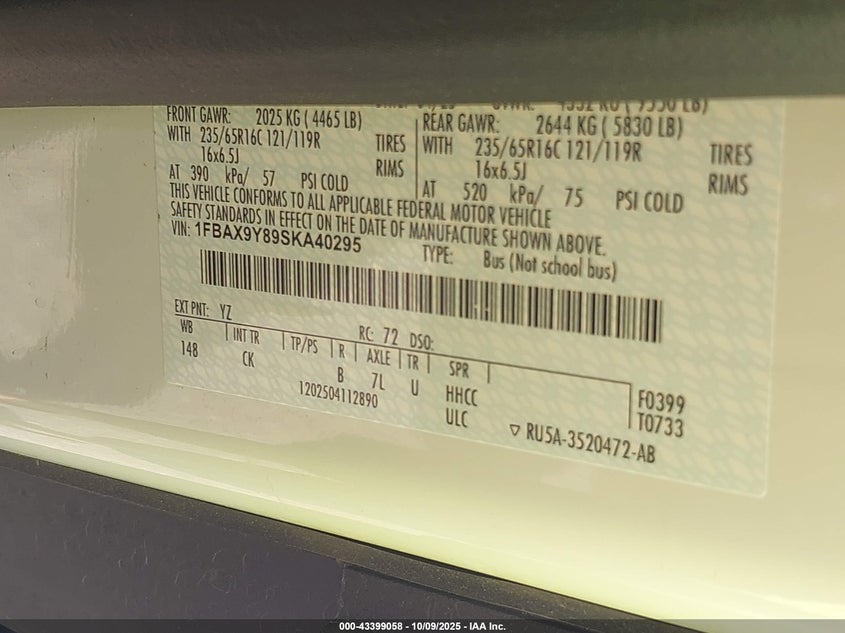 FRONT GAWR: 2025 KG ( 4465 LB)
WITH 235/65R16C 121/119R TIRES
16x6.5J RIMS
AT 390 kPa/ 57 PSI COLD
REAR GAWR: 2644 KG ( 5830 LB)
WITH 235/65R16C 121/119R TIRES
16x6.5J RIMS
AT 520 kPa/ 75 PSI COLD
THIS VEHICLE CONFORMS TO ALL APPLICABLE FEDERAL MOTOR VEHICLE
SAFETY STANDARDS IN EFFECT ON THE DATE OF MANUFACTURE SHOWN ABOVE.
VIN: 1FBAX9Y89SKA40295
TYPE: Bus (Not school bus)
EXT PNT: YZ RC: 72 DSO:
WB INT TR TP/PS R AXLE TR SPR
148 CK B 7L U HHCC
ULC
1202504112890
F0399
T0733
▽ RU5A-3520472-AB
000-43399058 - 10/09/2025 - IAA Inc.